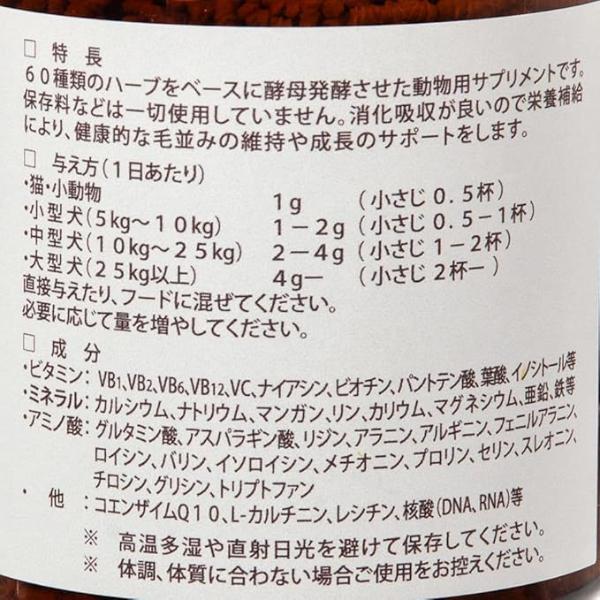 □ 特 長
60種類のハーブをベースに酵母発酵させた動物用サプリメントです。
保存料などは一切使用していません。消化吸収が良いので栄養補給
により、健康的な毛並みの維持や成長のサポートをします。
□ 与え方(1日あたり)
・猫・小動物 1g (小さじ 0.5杯)
・小型犬(5kg〜10kg) 1−2g (小さじ 0.5−1杯)
・中型犬(10kg〜25kg) 2−4g (小さじ 1−2杯)
・大型犬(25kg以上) 4g− (小さじ 2杯−)
直接与えたり、フードに混ぜてください。
必要に応じて量を増やしてください。
□ 成 分
・ビタミン: VB1、VB2、VB6、VB12、VC、ナイアシン、ビオチン、パントテン酸、葉酸、イノシトール等
・ミネラル: カルシウム、ナトリウム、マンガン、リン、カリウム、マグネシウム、亜鉛、鉄等
・アミノ酸: グルタミン酸、アスパラギン酸、リジン、アラニン、アルギニン、フェニルアラニン、
ロイシン、バリン、イソロイシン、メチオニン、プロリン、セリン、スレオニン、
チロシン、グリシン、トリプトファン
・ 他: コエンザイムQ10、L-カルチニン、レシチン、核酸(DNA、RNA)等
※ 高温多湿や直射日光を避けて保存してください。
※ 体調、体質に合わない場合ご使用をお控えください。